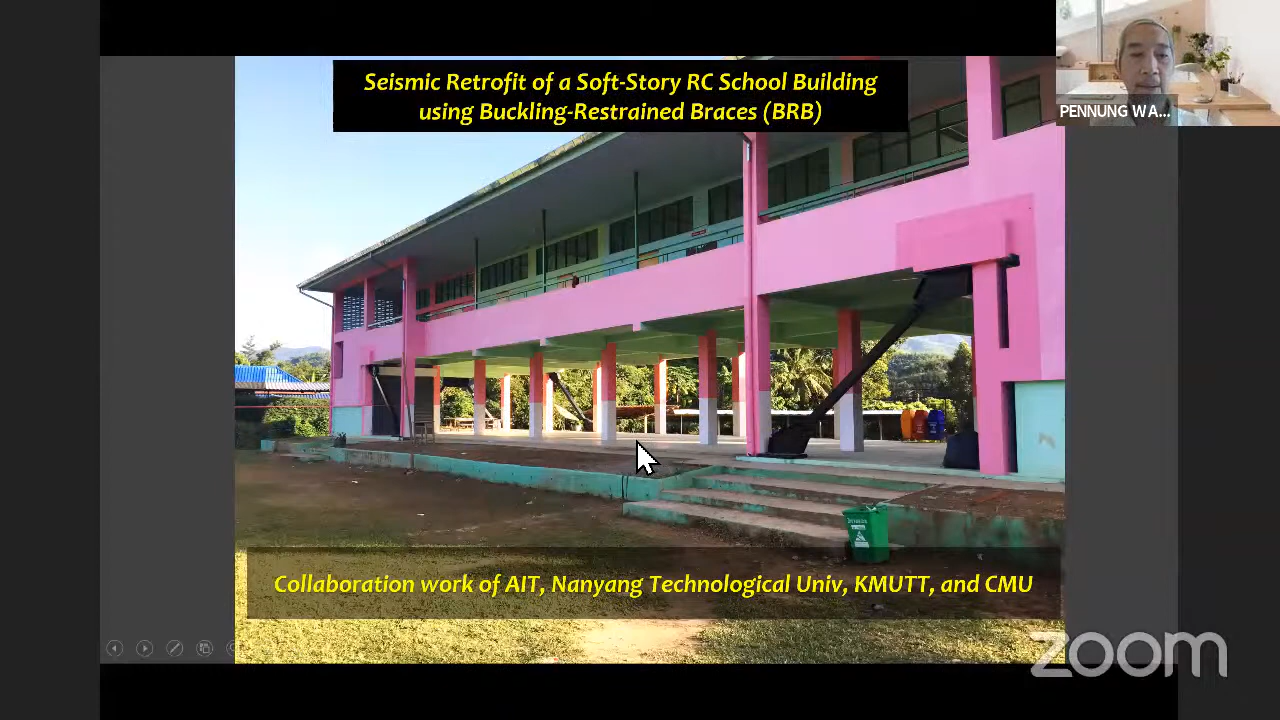 Seismic Retrofit of a Soft-Story RC School Building
using Buckling-Restrained Braces (BRB)
PENNUNG WA...
Collaboration work of AIT, Nanyang Technological Univ, KMUTT, and CMU
zoom